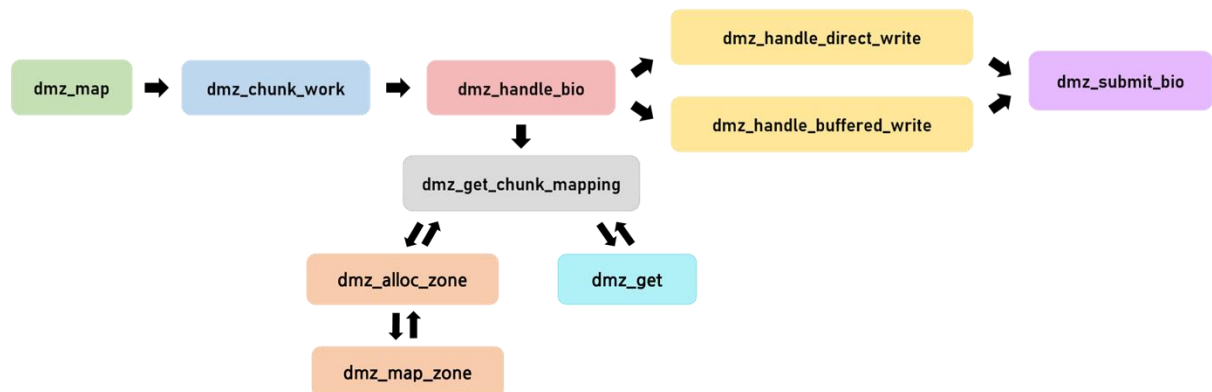 dmz_map
dmz_chunk_work
dmz_handle_bio
dmz_handle_direct_write
dmz_handle_buffered_write
dmz_submit_bio
dmz_get_chunk_mapping
dmz_alloc_zone
dmz_get
dmz_map_zone